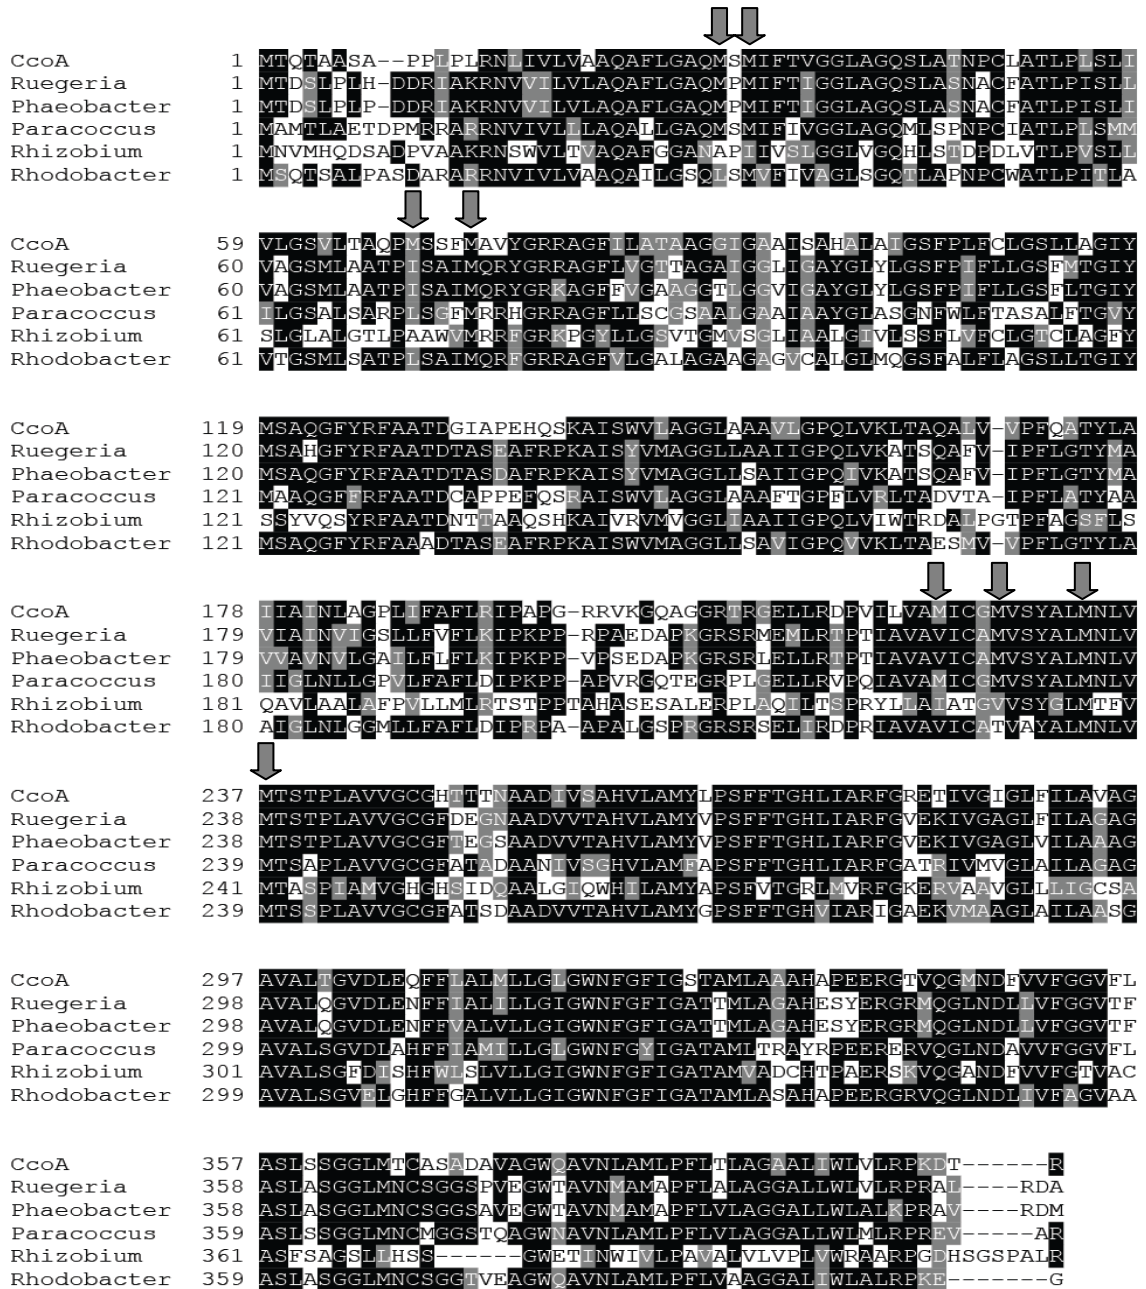 CcoA 1 MTQTAASA--PPLPLRNLIVLVAAQAFLGAQMSMIFTVGGLAGQSLATNPCLATLPLSLI
Ruegeria 1 MTDSLPLH-DDRIAKRNVVILVLAQAFLGAQMPMIFTIGGLAGQSLASNACFATLPISLL
Phaeobacter 1 MTDSLPLP-DDRIAKRNVVILVLAQAFLGAQMPMIFTIGGLAGQSLASNACFATLPISLL
Paracoccus 1 MAMTLAETDPMRRARRNVIVLLLAQALLGAQMSMIFIVGGLAGQMLSPNPCIATLPLSMM
Rhizobium 1 MNVMHQDSADPVAAKRNSWVLTVAQAFGGANAPIIVSLGGLVGQHLSTDPDLVTLPVSLL
Rhodobacter 1 MSQTSALPASDARARRNVIVLVAAQAILGSQLSMVFIVAGLSGQTLAPNPCWATLPITLA
CcoA 59 VLGSVLTAQPMSSFMAVYGRRAGFILATAAGGIGAAISAHALAIGSFPLFCLGSLLAGIY
Ruegeria 60 VAGSMLAATPISAIMQRYGRRAGFLVGTTAGAIGGLIGAYGLYLGSFPIFLLGSFMTGIY
Phaeobacter 60 VAGSMLAATPISAIMQRYGRKAGFFVGAAGGTLGGVIGAYGLYLGSFPIFLLGSFLTGIY
Paracoccus 61 ILGSALSARPLSGFMRRHGRRAGFLLSCGSAALGAAIAAYGLASGNFWLFTASALFTGVY
Rhizobium 61 SLGLALGTLPAAWVMRRFGRKPGYLLGSVTGMVSGLIAALGIVLSSFLVFCLGTCLAGFY
Rhodobacter 61 VTGSMLSATPLSAIMQRFGRRAGFVLGALAGAAGAGVCALGLMQGSFALFLAGSLLTGIY
CcoA 119 MSAQGFYRFAATDGIAPEHQSKAISWVLAGGLAAAVLGPQLVKLTAQALV-VPFQATYLA
Ruegeria 120 MSAHGFYRFAATDTASEAFRPKAISYVMAGGLLAAIIGPQLVKATSQAFV-IPFLGTYMA
Phaeobacter 120 MSAQGFYRFAATDTASDAFRPKAISYVMAGGLLSAIIGPQIVKATSQAFV-IPFLGTYMA
Paracoccus 121 MAAQGFFRFAATDCAPPEFQSRAISWVLAGGLAAAFTGPFLVRLTADVTA-IPFLATYAA
Rhizobium 121 SSYVQSYRFAATDNTTAAQSHKAIVRVMVGGLIAAIIGPQLVIWTRDALPGTPFAGSFLS
Rhodobacter 121 MSAQGFYRFAAADTASEAFRPKAISWVMAGGLLSAVIGPQVVKLTAESMV-VPFLGTYLA
CcoA 178 IIAINLAGPLIFAFLRIPAPG-RRVKGQAGGRTRGELLRDPVILVAMICGMVSYALMNLV
Ruegeria 179 VIAINVIGSLLFVFLKIPKPP-RPAEDAPKGRSRMEMLRTPTIAVAVICAMVSYALMNLV
Phaeobacter 179 VVAVNVLGAILFLFLKIPKPP-VPSEDAPKGRSRLELLRTPTIAVAVICAMVSYALMNLV
Paracoccus 180 IIGLNLLGPVLFAFLDIPKPP-APVRGQTEGRPLGELLRVPQIAVAMICGMVSYALMNLV
Rhizobium 181 QAVLAALAFPVLLMLRTSTPPTAHASESALERPLAQILTSPRYLLAIATGVVSYGLMTFV
Rhodobacter 180 AIGLNLGGMLLFAFLDIPRPA-APALGSPRGRSRSELIRDPRIAVAVICATVAYALMNLV
CcoA 237 MTSTPLAVVGCGHTTTNAADIVSAHVLAMYLPSFFTGHLIARFGRETIVGIGLFILAVAG
Ruegeria 238 MTSTPLAVVGCGFDEGNAADVVTAHVLAMYVPSFFTGHLIARFGVEKIVGAGLFILAGAG
Phaeobacter 238 MTSTPLAVVGCGFTEGSAADVVTAHVLAMYVPSFFTGHLIARFGVEKIVGAGLVILAAAG
Paracoccus 239 MTSAPLAVVGCGFATADAANIVSGHVLAMFAPSFFTGHLIARFGATRIVMVGLAILAGAG
Rhizobium 241 MTASPIAMVGHGHSIDQAALGIQWHILAMYAPSFVTGRLMVRFGKERVAAVGLLLIGCSA
Rhodobacter 239 MTSSPLAVVGCGFATSDAADVVTAHVLAMYGPSFFTGHVIARIGAEKVMAAGLAILAASG
CcoA 297 AVALTGVDLEQFFLALMLLGLGWNFGFIGSTAMLAAAHAPEERGTVQGMNDFVVFGGVFL
Ruegeria 298 AVALQGVDLENFFIALILLGIGWNFGFIGATTMLAGAHESYERGRMQGLNDLLVFGGVTF
Phaeobacter 298 AVALQGVDLENFFVALVLLGIGWNFGFIGATTMLAGAHESYERGRMQGLNDLLVFGGVTF
Paracoccus 299 AVALSGVDLAHFFIAMILLGLGWNFGYIGATAMLTRAYRPEERERVQGLNDAVVFGGVFL
Rhizobium 301 AVALSGFDISHFWLSLVLLGIGWNFGFIGATAMVADCHTPAERSKVQGANDFVVFGTVAC
Rhodobacter 299 AVALSGVELGHFFGALVLLGIGWNFGFIGATAMLASAHAPEERGRVQGLNDLIVFAGVAA
CcoA 357 ASLSSGGLMTCASADAVAGWQAVNLAMLPFLTLAGAALIWLVLRPKDT------R
Ruegeria 358 ASLASGGLMNCSGGSPVEGWTAVNMAMAPFLALAGGALLWLVLRPRAL----RDA
Phaeobacter 358 ASLASGGLMNCSGGSAVEGWTAVNMAMAPFLVLAGGALLWLALKPRAV----RDM
Paracoccus 359 ASLSSGGLMNCMGGSTQAGWNAVNLAMLPFLVLAGGALLWLMLRPREV-----AR
Rhizobium 361 ASFSAGSLLHSS------GWETINWIVLPAVALVLVPLVWRAARPGDHSGSPALR
Rhodobacter 359 ASLASGGLMNCSGGTVEAGWQAVNLAMLPFLVAAGGALIWLALRPKE-------G